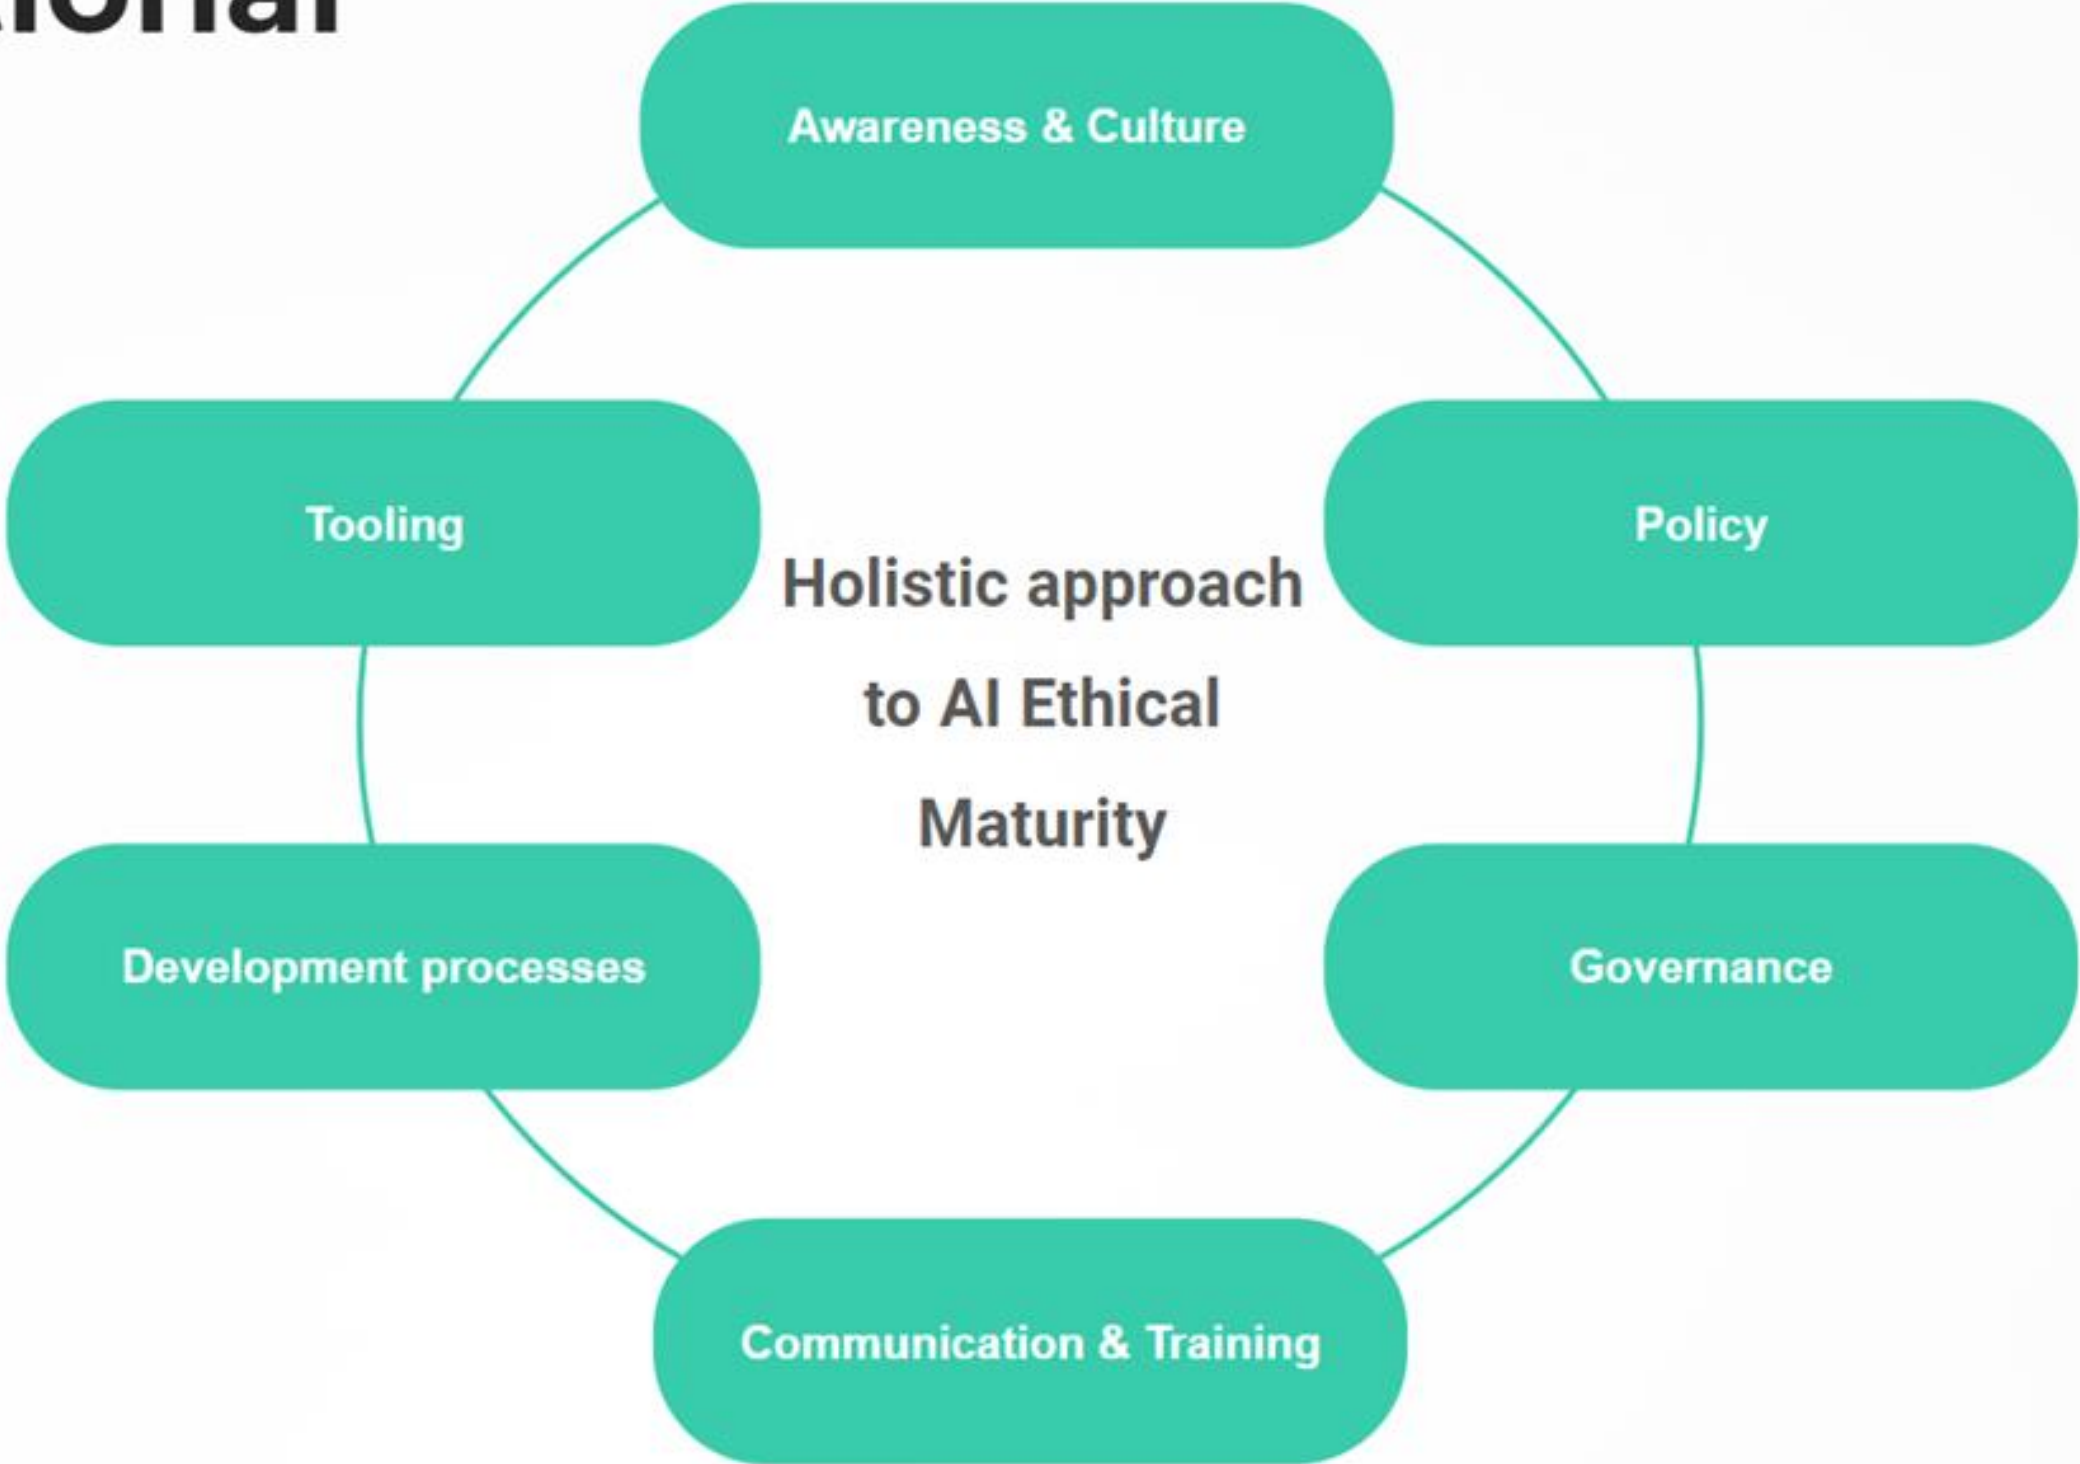 Awareness & Culture
Tooling
Policy
Holistic approach
to AI Ethical
Maturity
Development processes
Governance
Communication & Training